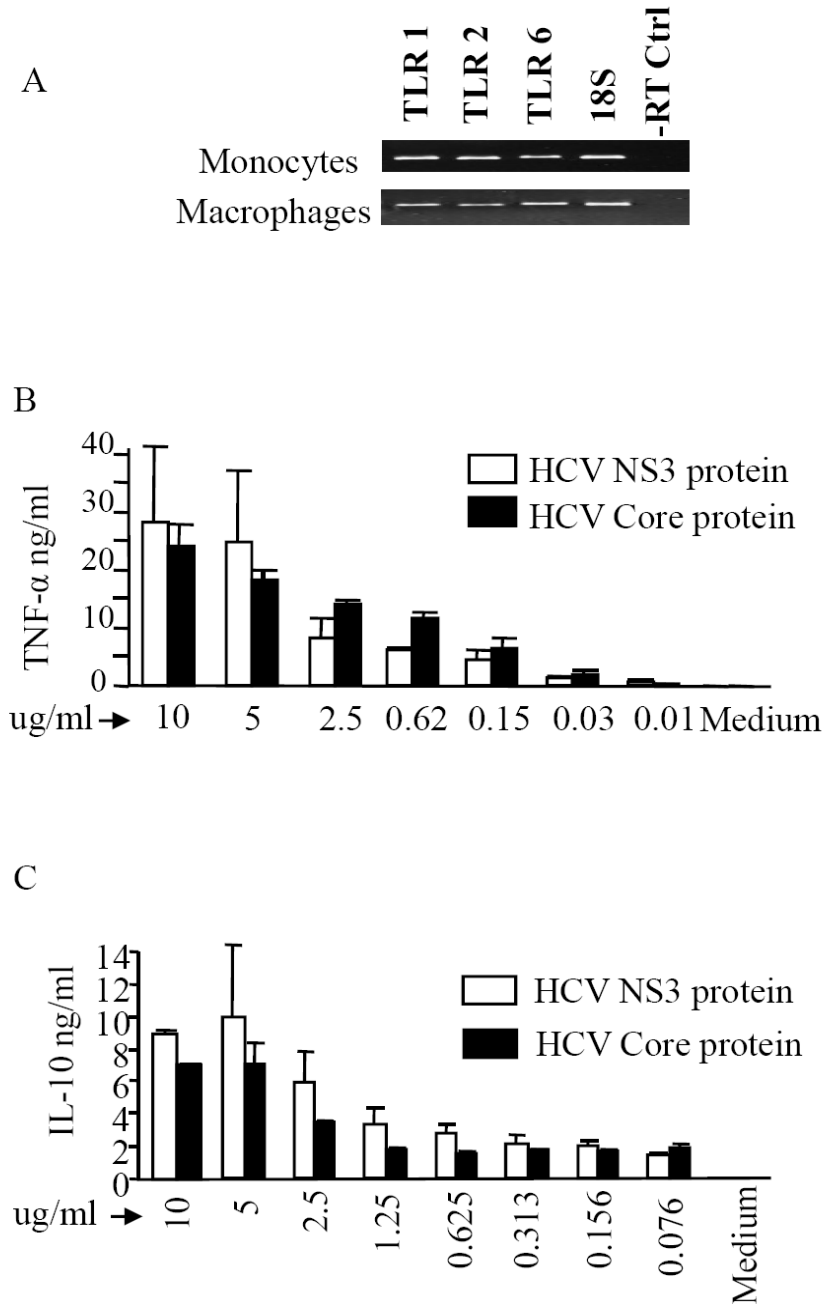 A
TLR 1
TLR 2
TLR 6
18S
-RT Ctrl
Monocytes
Macrophages
B
TNF-α ng/ml
40
30
20
10
0
HCV NS3 protein
HCV Core protein
ug/ml → 10 5 2.5 0.62 0.15 0.03 0.01 Medium
C
IL-10 ng/ml
14
12
10
8
6
4
2
0
HCV NS3 protein
HCV Core protein
ug/ml → 10 5 2.5 1.25 0.625 0.313 0.156 0.076 Medium